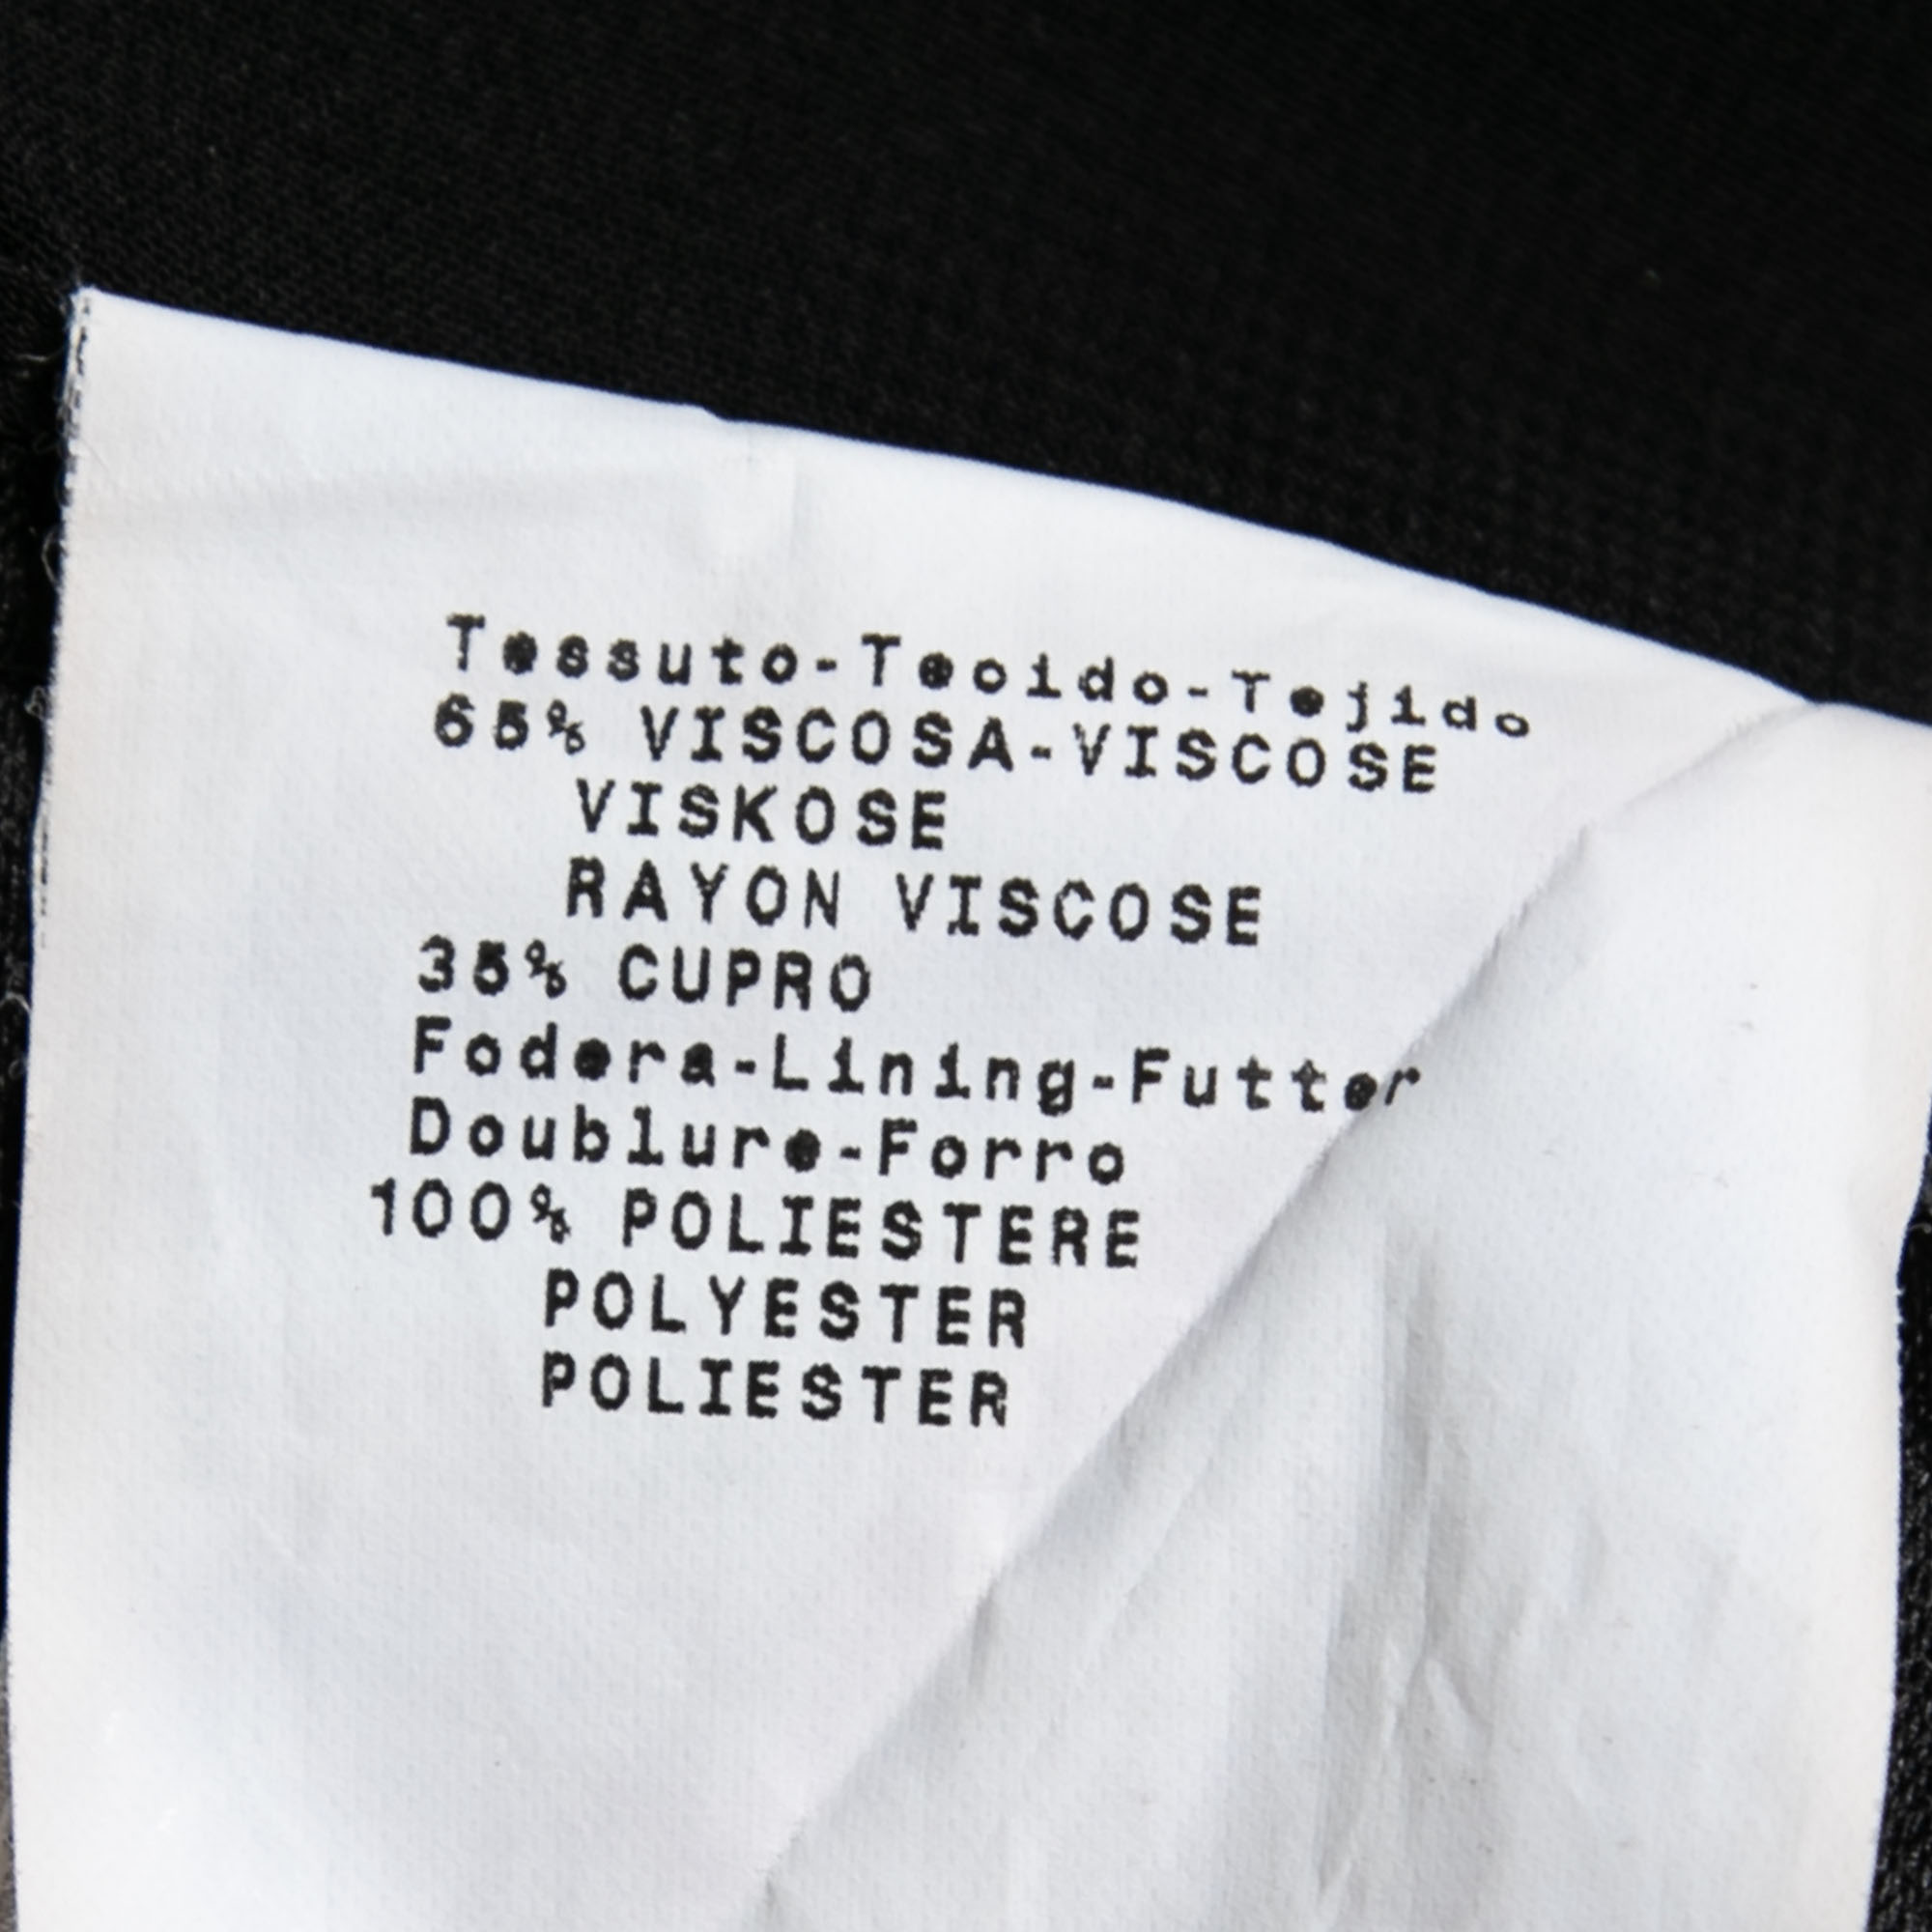 Tessuto-Tecido-Tejido
65% VISCOSA-VISCOSE
VISKOSE
RAYON VISCOSE
35% CUPRO
Fodera-Lining-Futter
Doublure-Forro
100% POLIESTERE
POLYESTER
POLIESTER